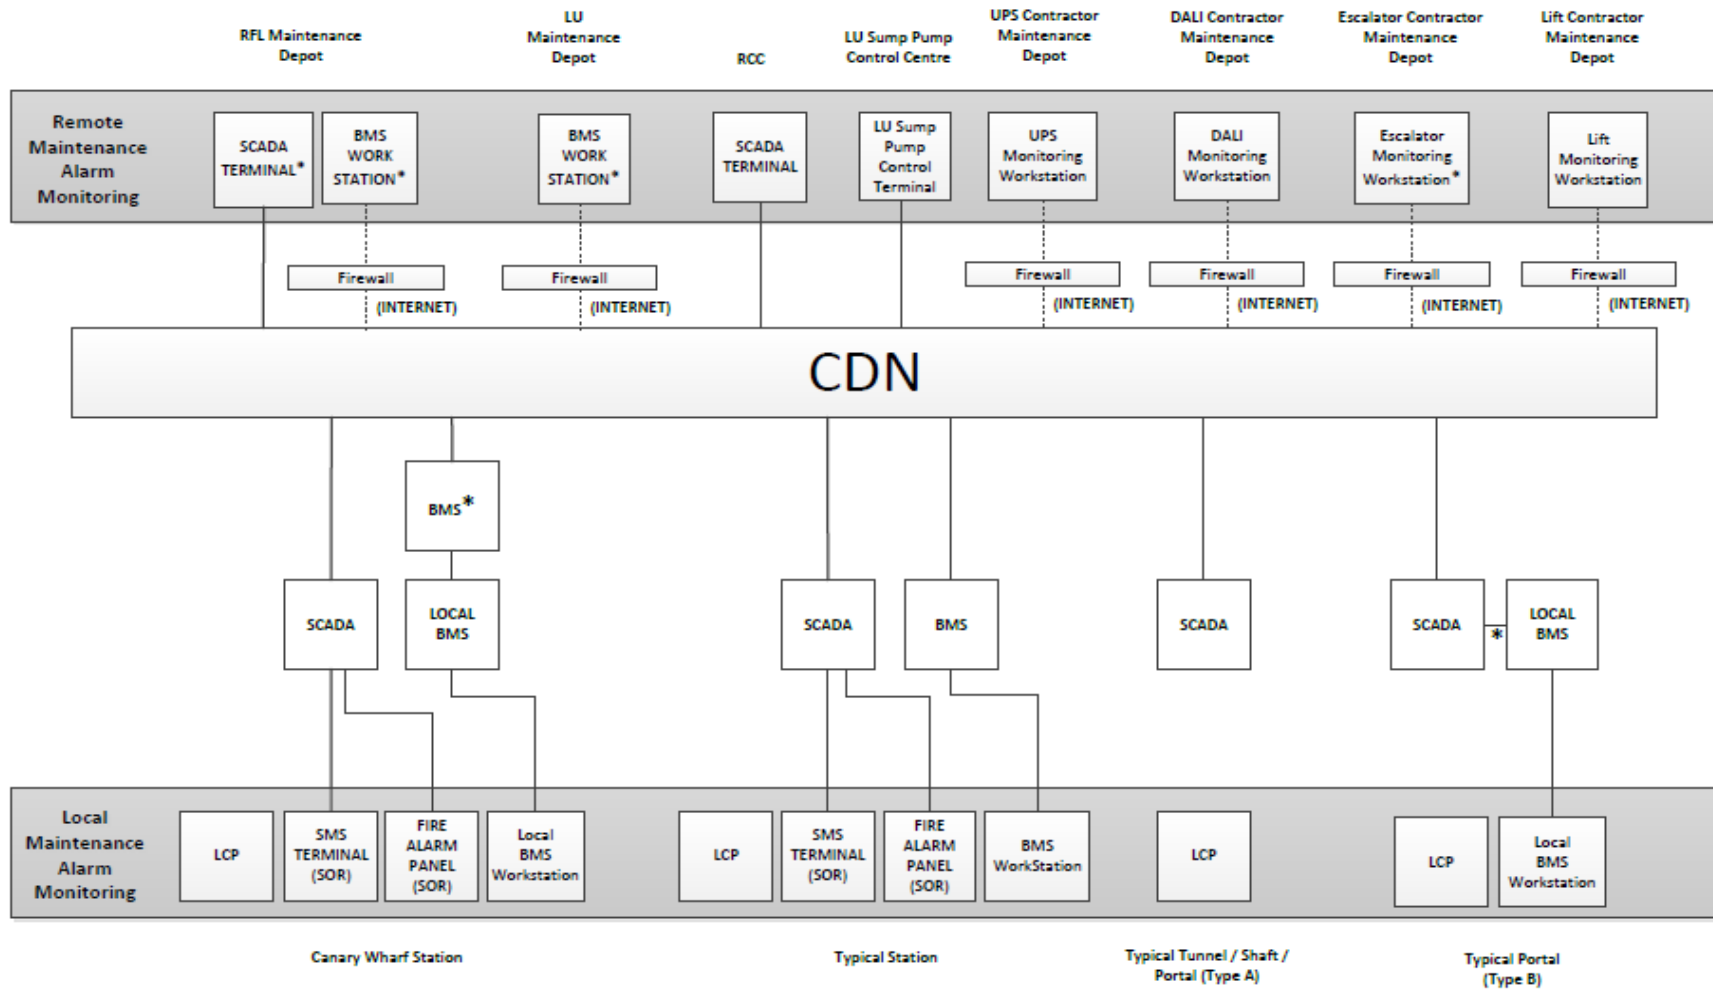 RFL Maintenance
Depot
LU
Maintenance
Depot
RCC
LU Sump Pump
Control Centre
UPS Contractor
Maintenance
Depot
DALI Contractor
Maintenance
Depot
Escalator Contractor
Maintenance
Depot
Lift Contractor
Maintenance
Depot
Remote
Maintenance
Alarm
Monitoring
SCADA
TERMINAL*
BMS
WORK
STATION*
BMS
WORK
STATION*
SCADA
TERMINAL
LU Sump
Pump
Control
Terminal
UPS
Monitoring
Workstation
DALI
Monitoring
Workstation
Escalator
Monitoring
Workstation*
Lift
Monitoring
Workstation
Firewall
Firewall
Firewall
Firewall
Firewall
Firewall
(INTERNET)
(INTERNET)
(INTERNET)
(INTERNET)
(INTERNET)
(INTERNET)
CDN
BMS*
SCADA
LOCAL
BMS
SCADA
BMS
SCADA
SCADA
*
LOCAL
BMS
Local
Maintenance
Alarm
Monitoring
LCP
SMS
TERMINAL
(SOR)
FIRE
ALARM
PANEL
(SOR)
Local
BMS
Workstation
LCP
SMS
TERMINAL
(SOR)
FIRE
ALARM
PANEL
(SOR)
BMS
WorkStation
LCP
LCP
Local
BMS
Workstation
Canary Wharf Station
Typical Station
Typical Tunnel / Shaft /
Portal (Type A)
Typical Portal
(Type B)